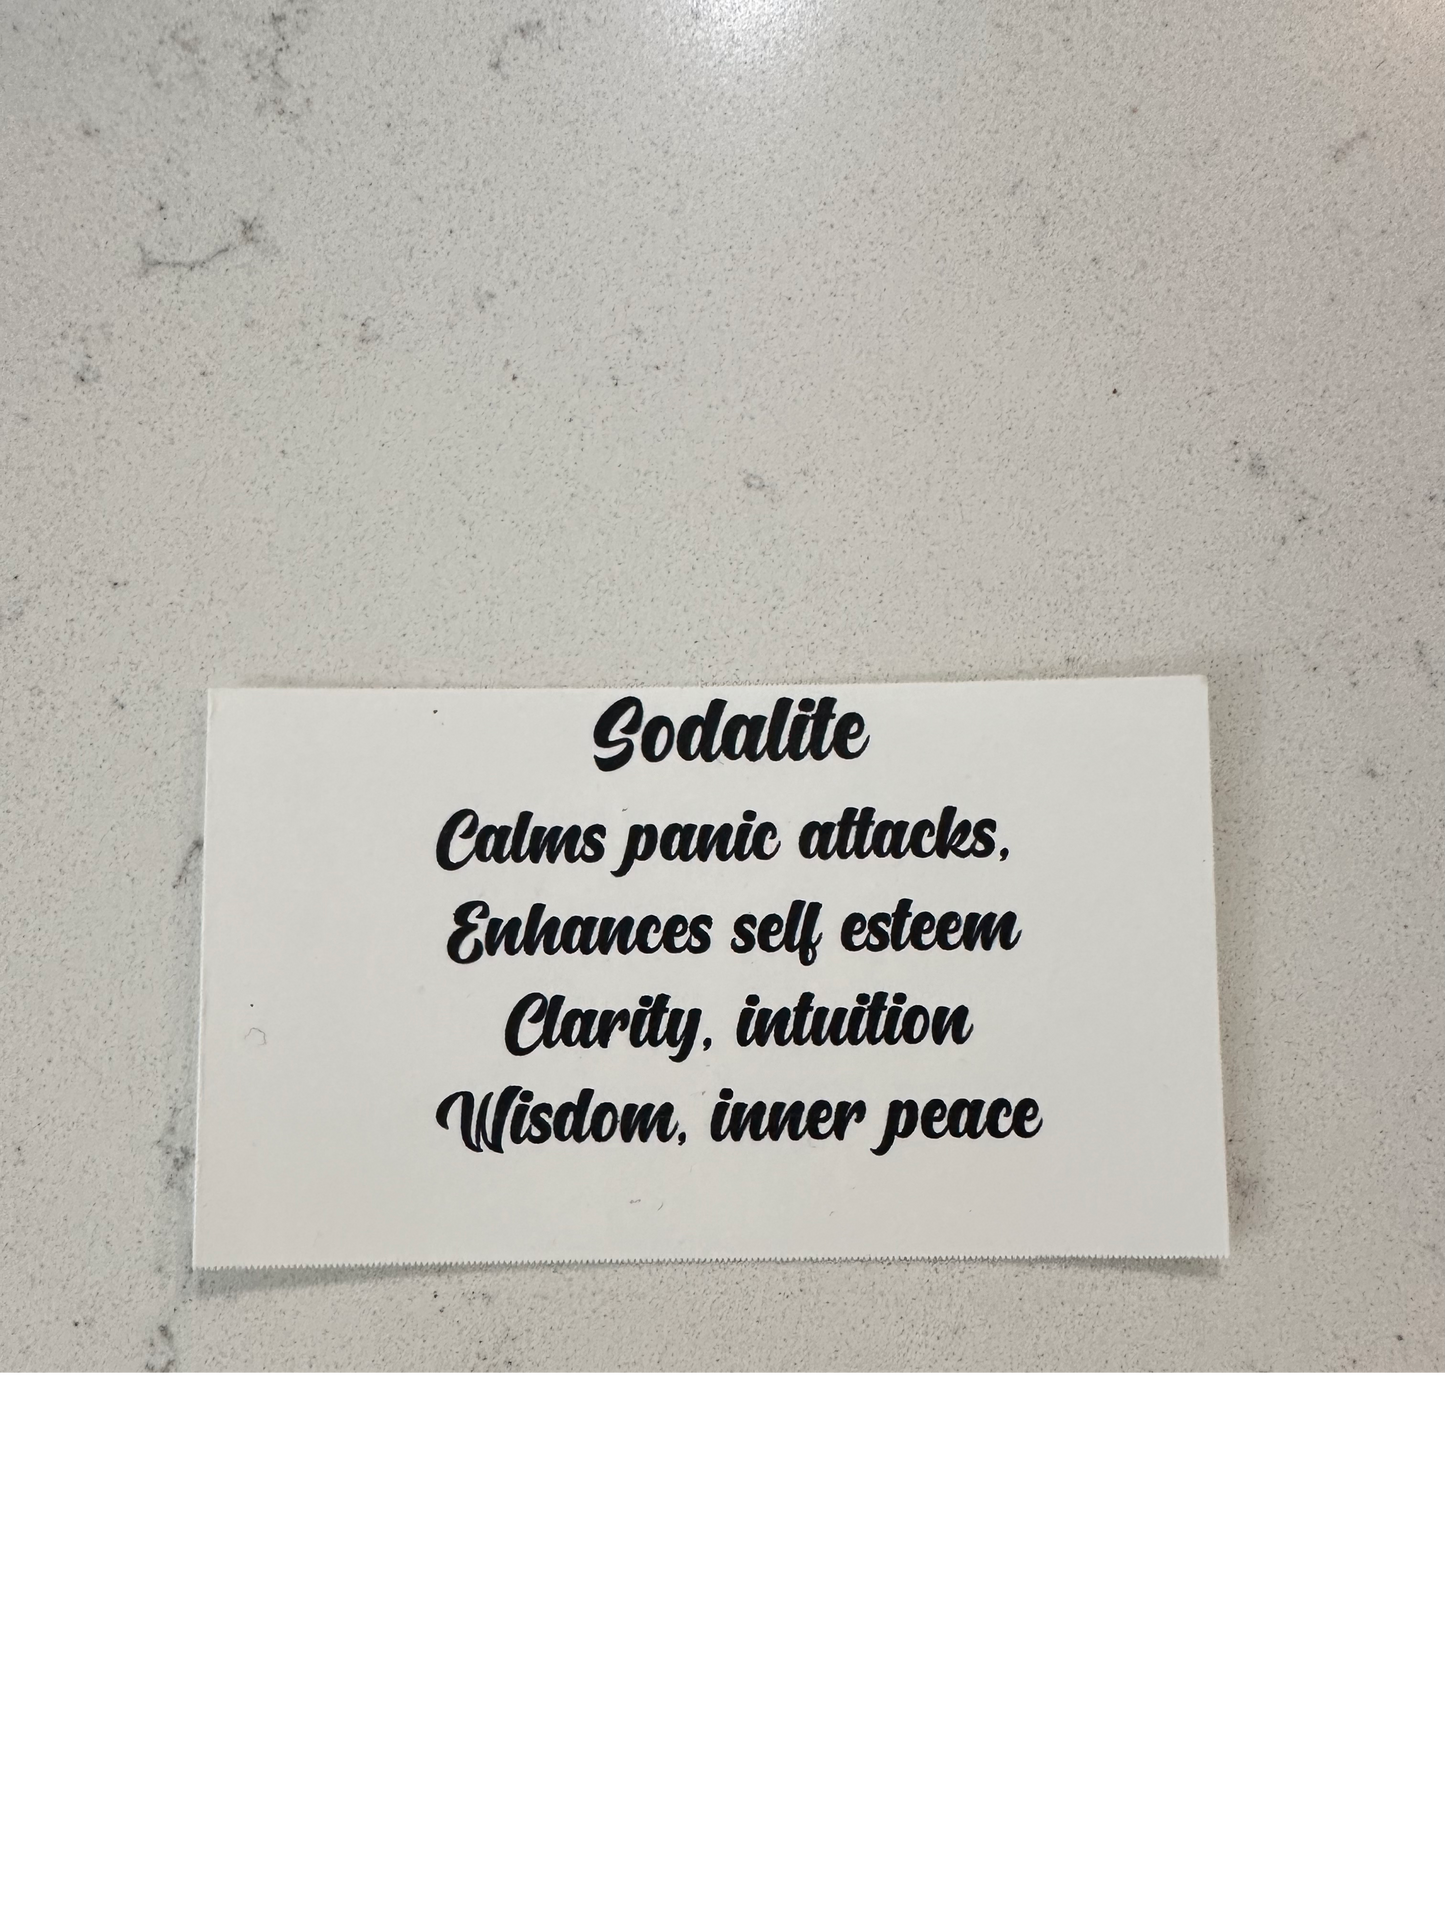 Sodalite
Calms panic attacks,
Enhances self esteem
Clarity, intuition
Wisdom, inner peace